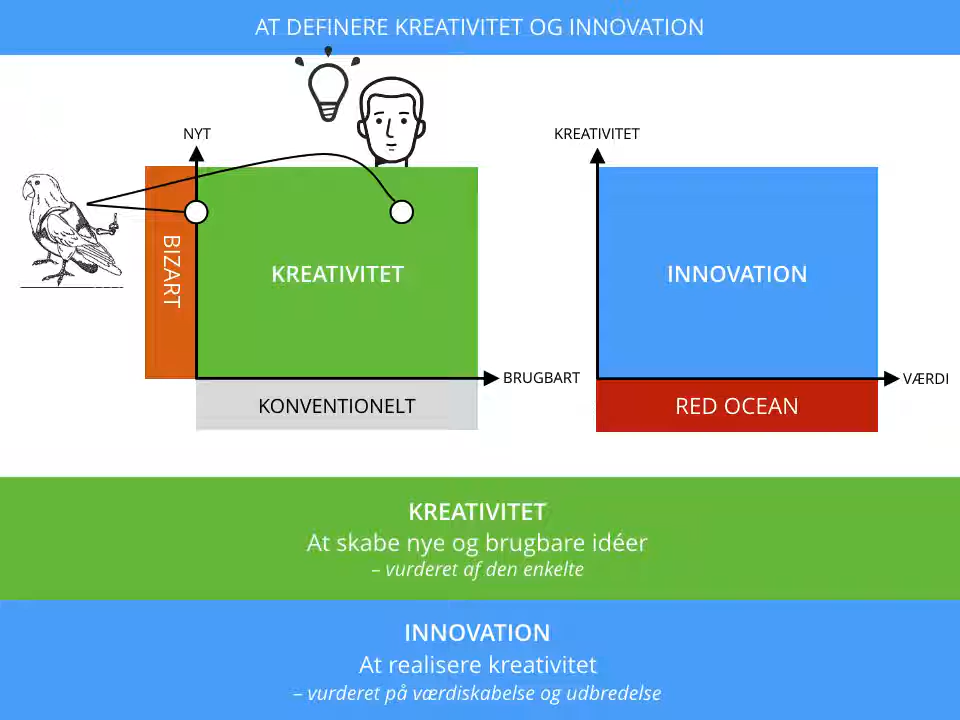 AT DEFINERE KREATIVITET OG INNOVATION
NYT
BIZART
KREATIVITET
BRUGBART
KONVENTIONELT
KREATIVITET
INNOVATION
VÆRDI
RED OCEAN
KREATIVITET
At skabe nye og brugbare idéer
– vurderet af den enkelte
INNOVATION
At realisere kreativitet
– vurderet på værdiskabelse og udbredelse